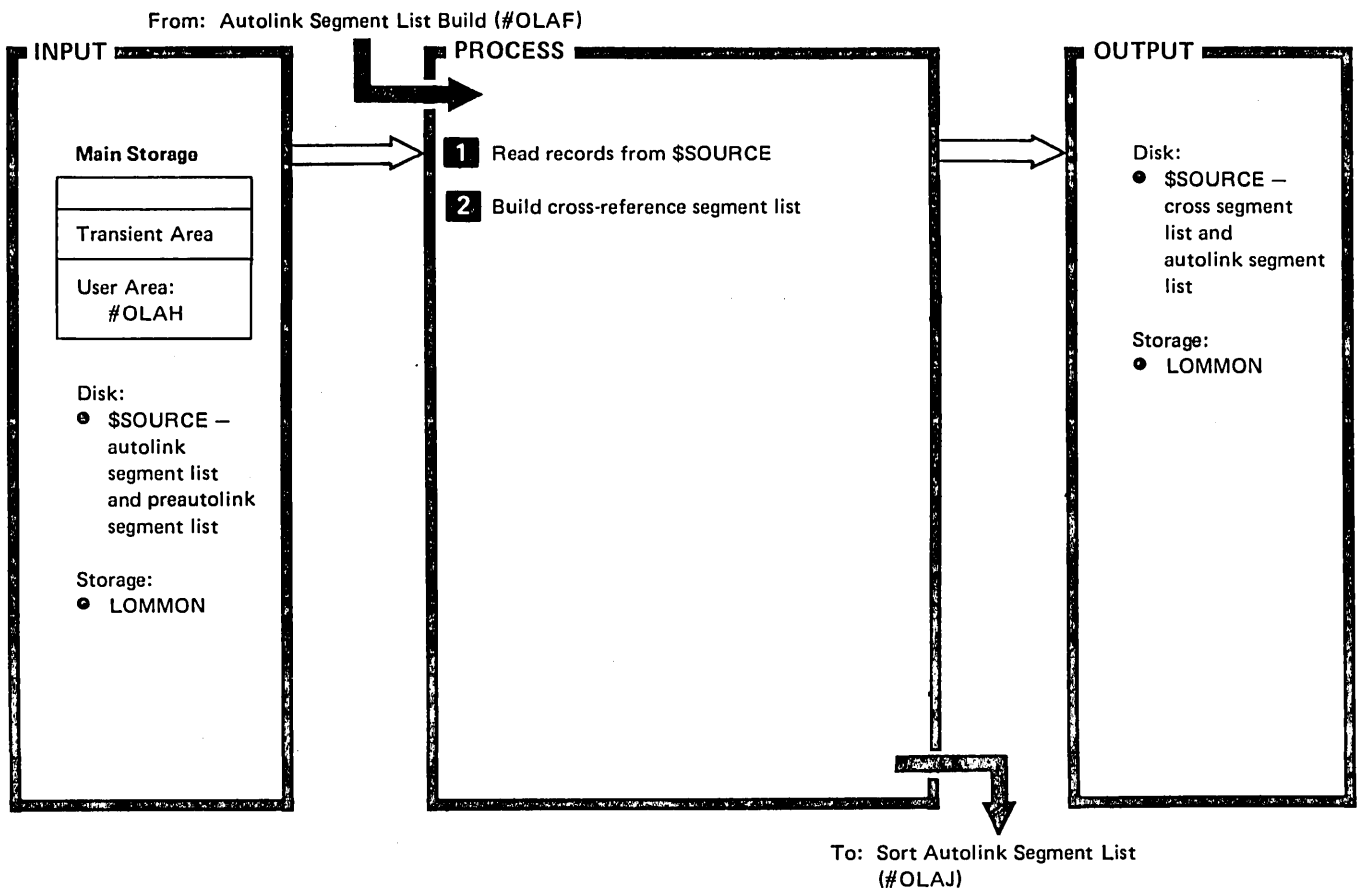 From: Autolink Segment List Build (#OLAF)
INPUT
Main Storage
Transient Area
User Area:
#OLAH
Disk:
$SOURCE —
autolink
segment list
and preautolink
segment list
Storage:
LOMMON
PROCESS
1 Read records from $SOURCE
2 Build cross-reference segment list
OUTPUT
Disk:
$SOURCE —
cross segment
list and
autolink segment
list
Storage:
LOMMON
To: Sort Autolink Segment List
(#OLAJ)